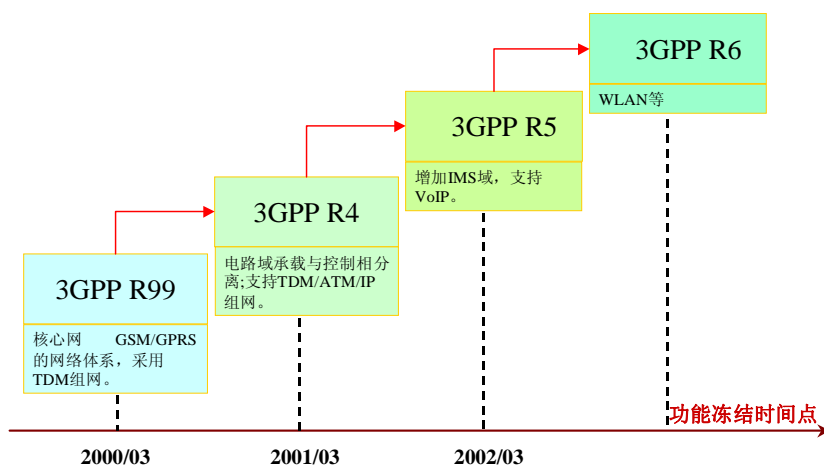 3GPP R6
WLAN等
3GPP R5
增加IMS域，支持
VoIP。
3GPP R4
电路域承载与控制相分
离;支持TDM/ATM/IP
组网。
3GPP R99
核心网 GSM/GPRS
的网络体系，采用
TDM组网。
功能冻结时间点
2000/03
2001/03
2002/03